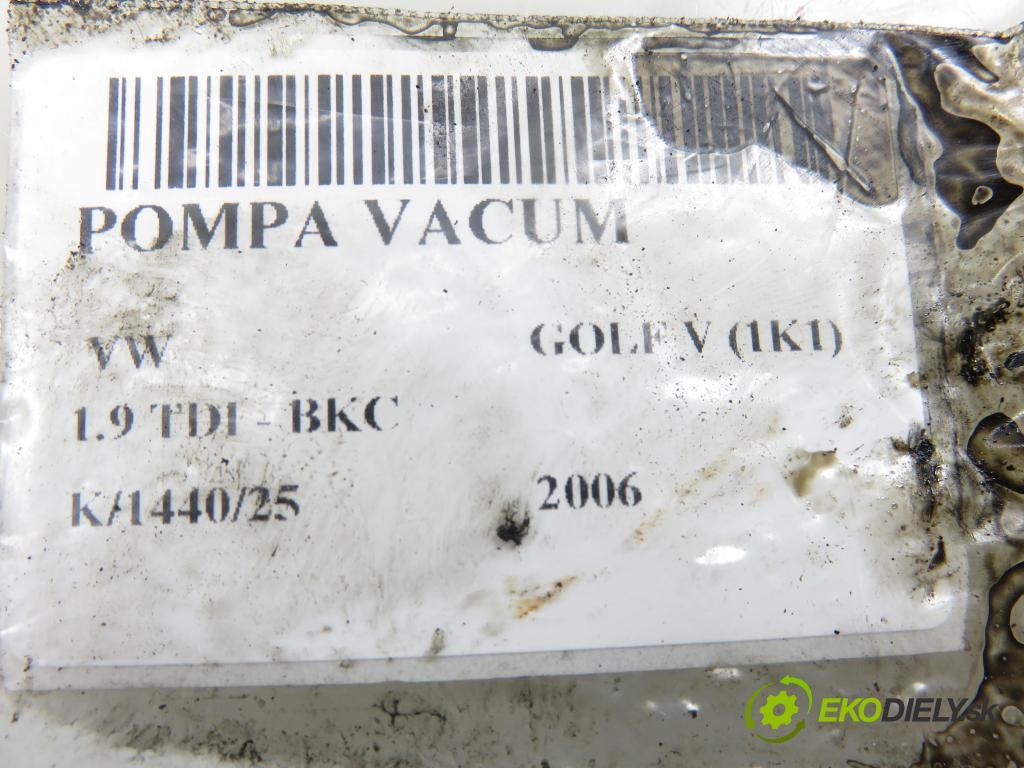 POMPA VACUM
VW GOLF V (1K1)
1.9 TDI - BKC
K/1440/25 2006
EKODIELY.sk